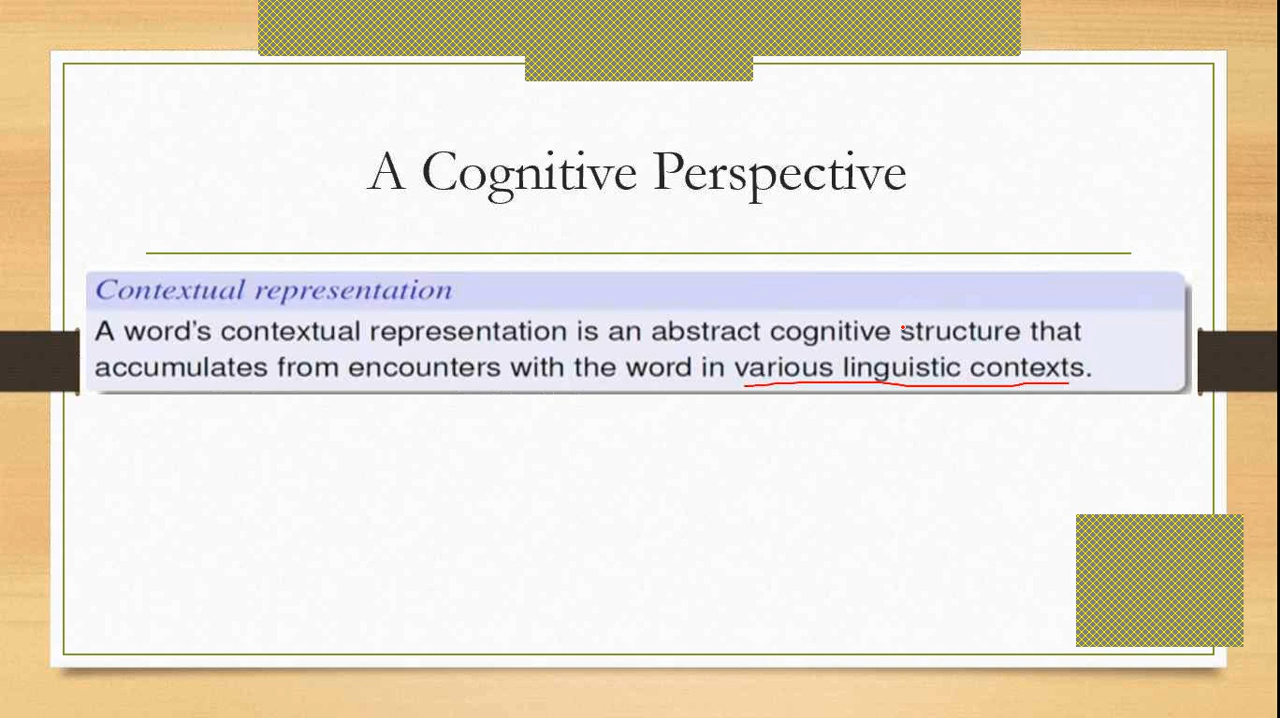 A Cognitive Perspective
Contextual representation
A word's contextual representation is an abstract cognitive structure that
accumulates from encounters with the word in various linguistic contexts.